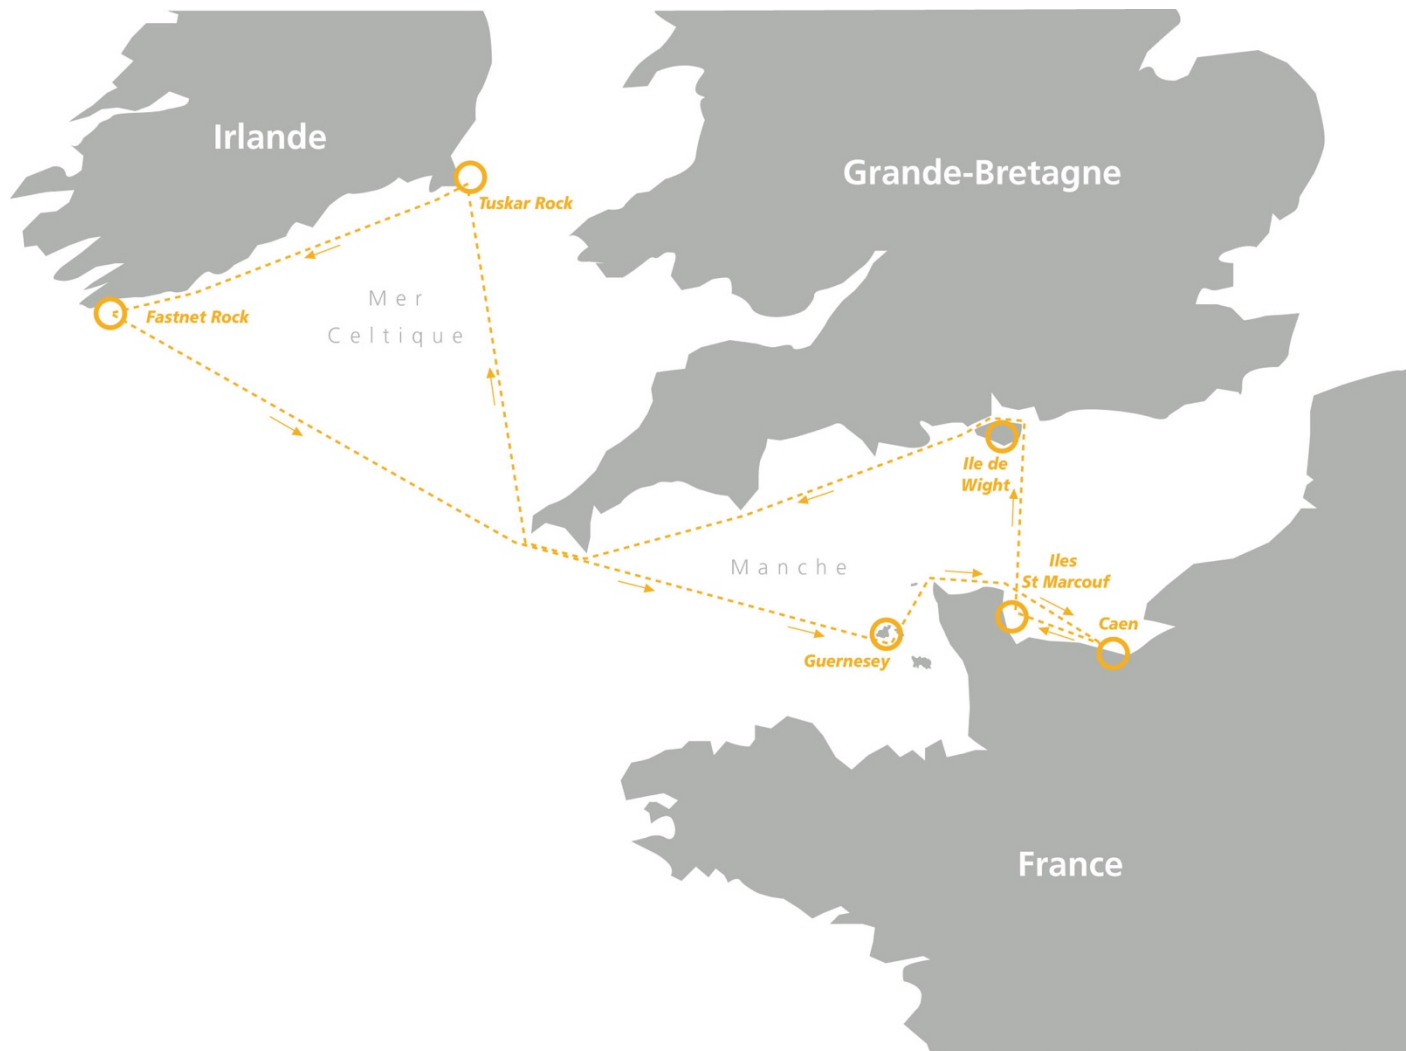 Irlande
Grande-Bretagne
Tuskar Rock
Mer
Celtique
Fastnet Rock
Ile de
Wight
Manche
Iles
St Marcouf
Caen
Guernesey
France